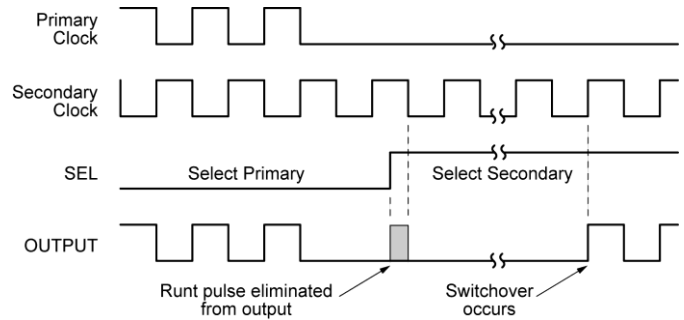 Primary
Clock
Secondary
Clock
SEL
Select Primary
Select Secondary
OUTPUT
Runt pulse eliminated
from output
Switchover
occurs